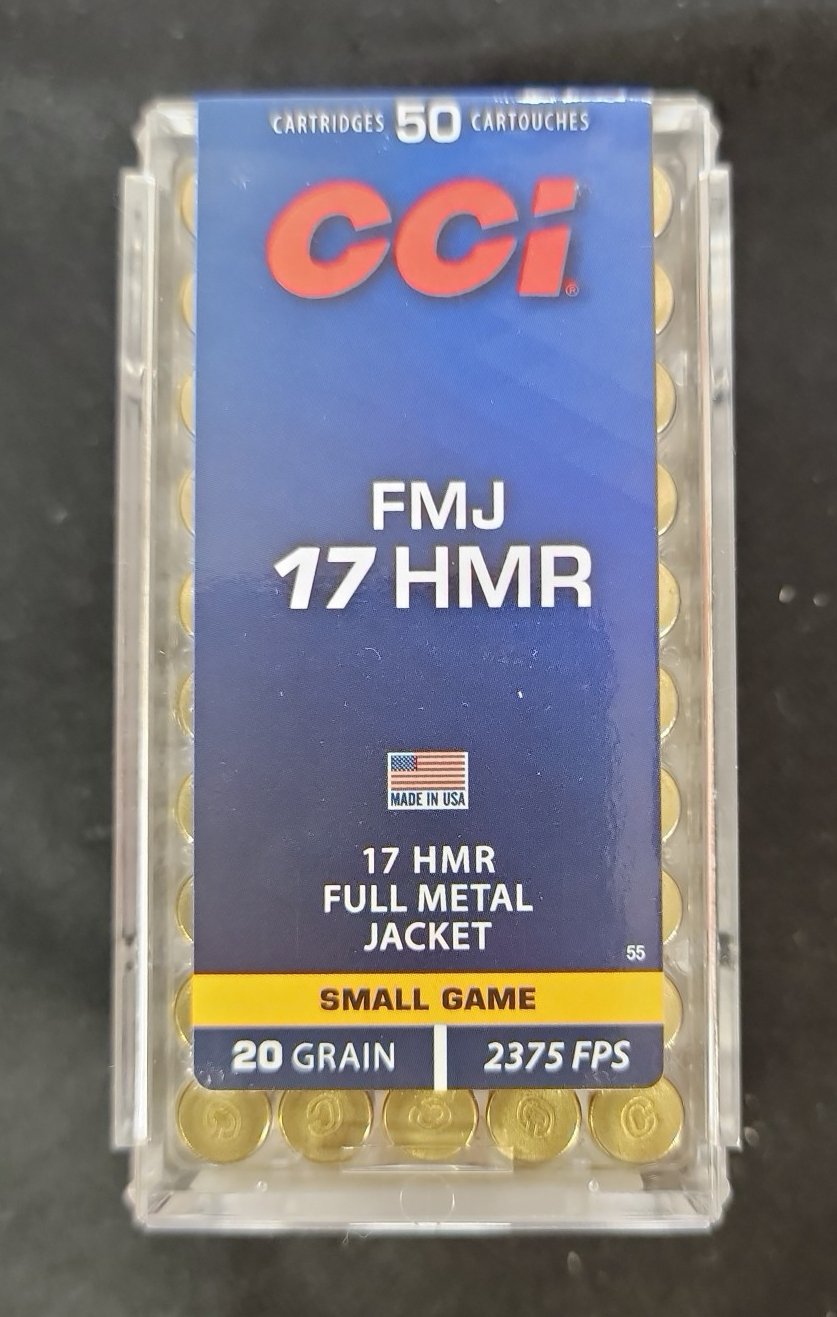 CARTRIDGES 50 CARTOUCHES
CCi®
FMJ
17 HMR
MADE IN USA
17 HMR
FULL METAL
JACKET
55
SMALL GAME
20 GRAIN 2375 FPS
C C C C C